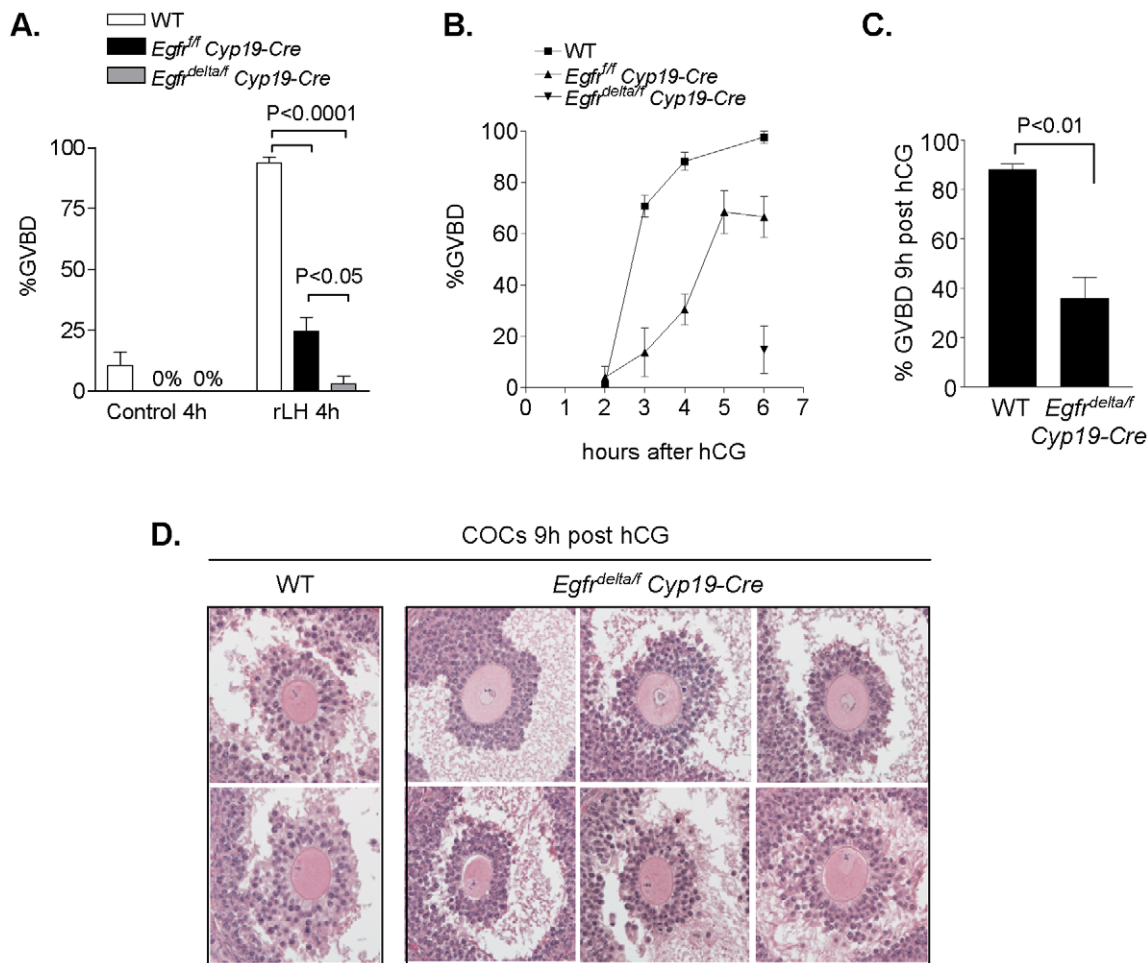 A.
WT
Egfr^f/f Cyp19-Cre
Egfr^delta/f Cyp19-Cre
P<0.0001
P<0.05
100
75
50
25
0
%GVBD
0% 0%
Control 4h
rLH 4h
B.
WT
Egfr^f/f Cyp19-Cre
Egfr^delta/f Cyp19-Cre
100
80
60
40
20
0
%GVBD
0 1 2 3 4 5 6 7
hours after hCG
C.
P<0.01
100
80
60
40
20
0
% GVBD 9h post hCG
WT
Egfr^delta/f
Cyp19-Cre
D.
COCs 9h post hCG
WT
Egfr^delta/f Cyp19-Cre